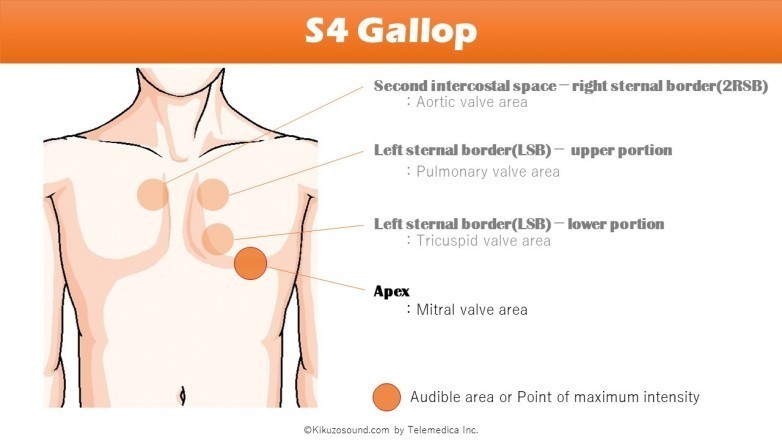 S4 Gallop
Second intercostal space－right sternal border(2RSB)
：Aortic valve area
Left sternal border(LSB)－ upper portion
：Pulmonary valve area
Left sternal border(LSB)－lower portion
：Tricuspid valve area
Apex
：Mitral valve area
Audible area or Point of maximum intensity
©Kikuzosound.com by Telemedica Inc.